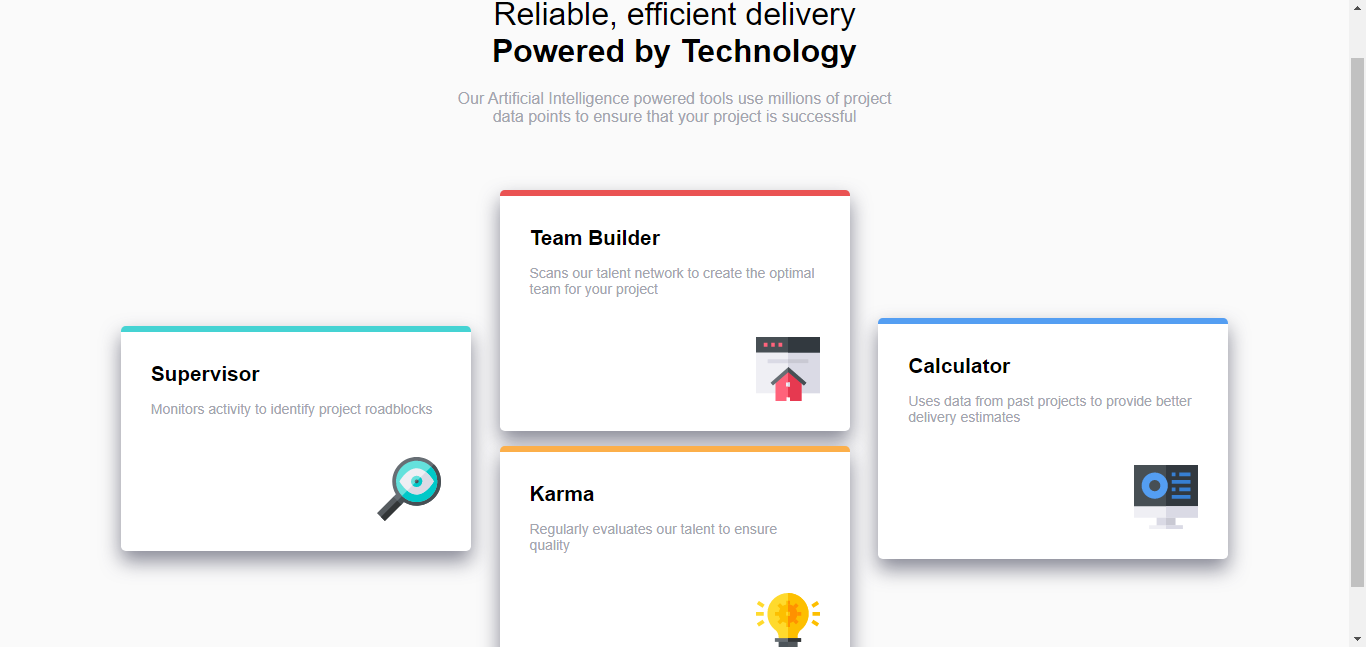 Reliable, efficient delivery
Powered by Technology
Our Artificial Intelligence powered tools use millions of project
data points to ensure that your project is successful
Team Builder
Scans our talent network to create the optimal
team for your project
Supervisor
Monitors activity to identify project roadblocks
Calculator
Uses data from past projects to provide better
delivery estimates
Karma
Regularly evaluates our talent to ensure
quality